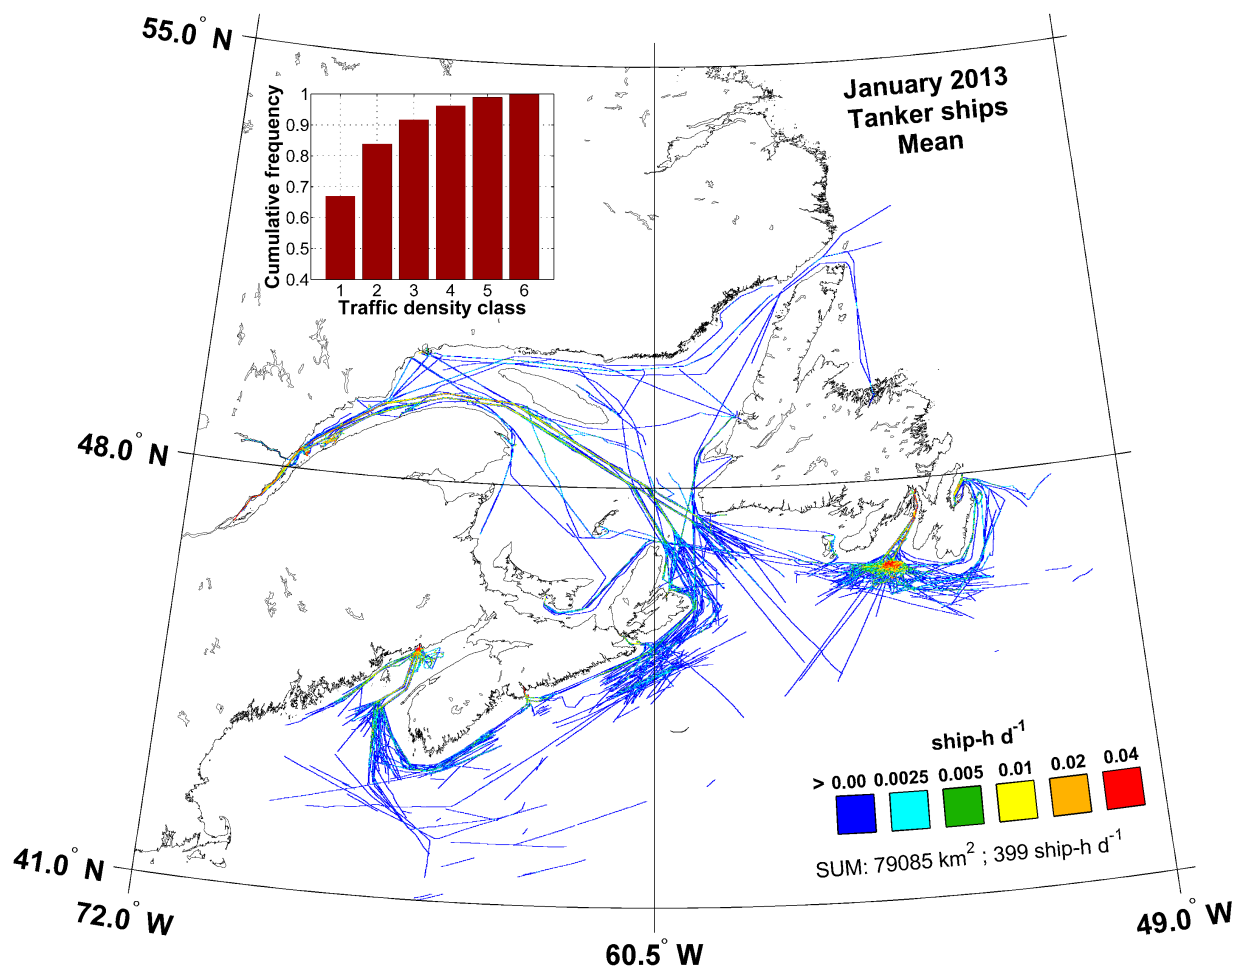 55.0° N
January 2013
Tanker ships
Mean
Cumulative frequency
1
0.9
0.8
0.7
0.6
0.5
0.4
1 2 3 4 5 6
Traffic density class
48.0° N
ship-h d-1
> 0.00 0.0025 0.005 0.01 0.02 0.04
SUM: 79085 km2 ; 399 ship-h d-1
41.0° N
72.0° W
60.5° W
49.0° W